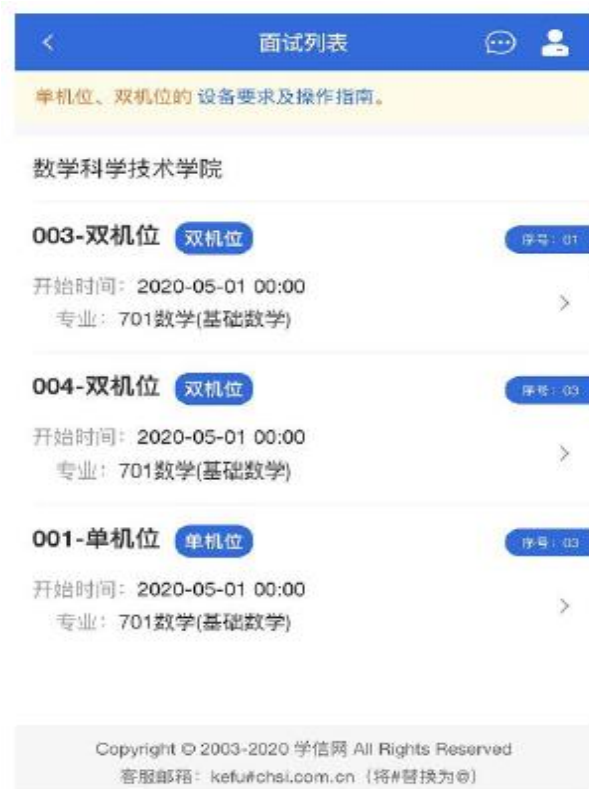 面试列表
单机位、双机位的 设备要求及操作指南。
数学科学技术学院
003-双机位 双机位 序号：01
开始时间：2020-05-01 00:00
专业：701数学(基础数学)
004-双机位 双机位 序号：03
开始时间：2020-05-01 00:00
专业：701数学(基础数学)
001-单机位 单机位 序号：03
开始时间：2020-05-01 00:00
专业：701数学(基础数学)
Copyright © 2003-2020 学信网 All Rights Reserved
客服邮箱：kefu#chsi.com.cn（将#替换为@）